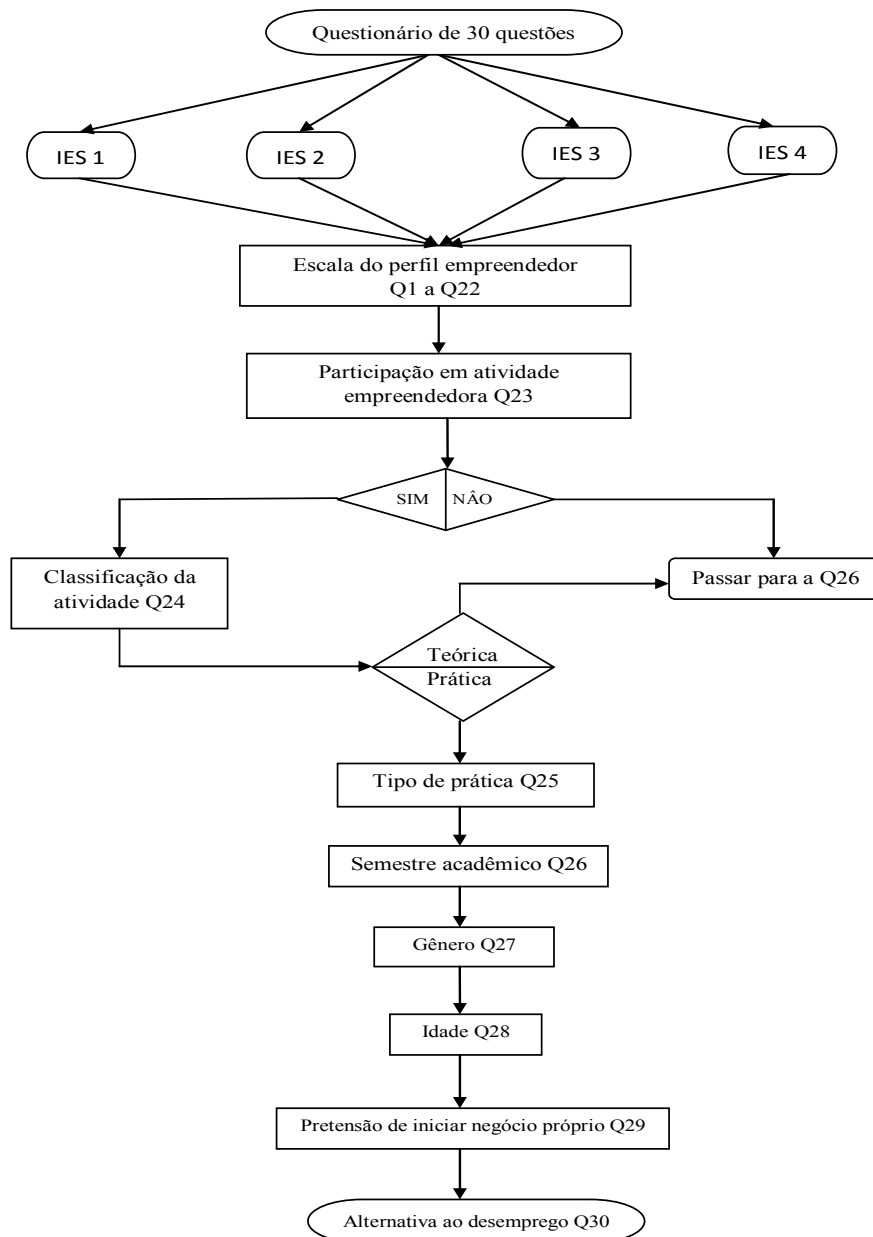 Questionário de 30 questões
IES 1
IES 2
IES 3
IES 4
Escala do perfil empreendedor
Q1 a Q22
Participação em atividade
empreendedora Q23
SIM
NÂO
Classificação da
atividade Q24
Passar para a Q26
Teórica
Prática
Tipo de prática Q25
Semestre acadêmico Q26
Gênero Q27
Idade Q28
Pretensão de iniciar negócio próprio Q29
Alternativa ao desemprego Q30